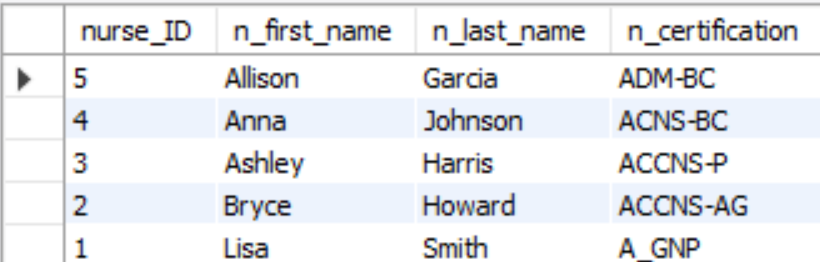 nurse_ID n_first_name n_last_name n_certification
5 Allison Garcia ADM-BC
4 Anna Johnson ACNS-BC
3 Ashley Harris ACCNS-P
2 Bryce Howard ACCNS-AG
1 Lisa Smith A_GNP